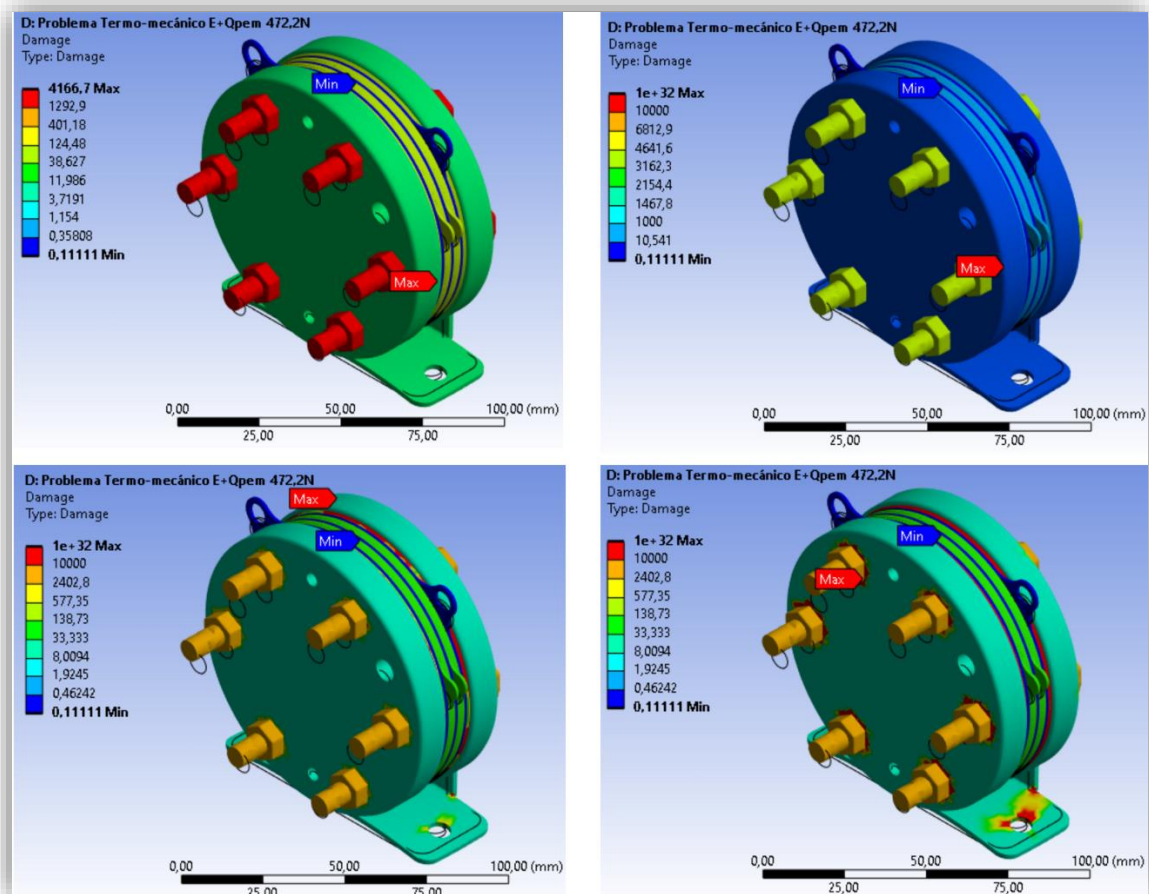 D: Problema Termo-mecánico E+Qpem 472,2N
Damage
Type: Damage
4166,7 Max
1292,9
401,18
124,48
38,627
11,986
3,7191
1,154
0,35808
0,11111 Min
Min
Max
0,00
50,00
100,00 (mm)
25,00
75,00
D: Problema Termo-mecánico E+Qpem 472,2N
Damage
Type: Damage
1e+32 Max
10000
6812,9
4641,6
3162,3
2154,4
1467,8
1000
10,541
0,11111 Min
Min
Max
0,00
50,00
100,00 (mm)
25,00
75,00
D: Problema Termo-mecánico E+Qpem 472,2N
Damage
Type: Damage
1e+32 Max
10000
2402,8
577,35
138,73
33,333
8,0094
1,9245
0,46242
0,11111 Min
Max
Min
0,00
50,00
100,00 (mm)
25,00
75,00
D: Problema Termo-mecánico E+Qpem 472,2N
Damage
Type: Damage
1e+32 Max
10000
2402,8
577,35
138,73
33,333
8,0094
1,9245
0,46242
0,11111 Min
Min
Max
0,00
50,00
100,00 (mm)
25,00
75,00